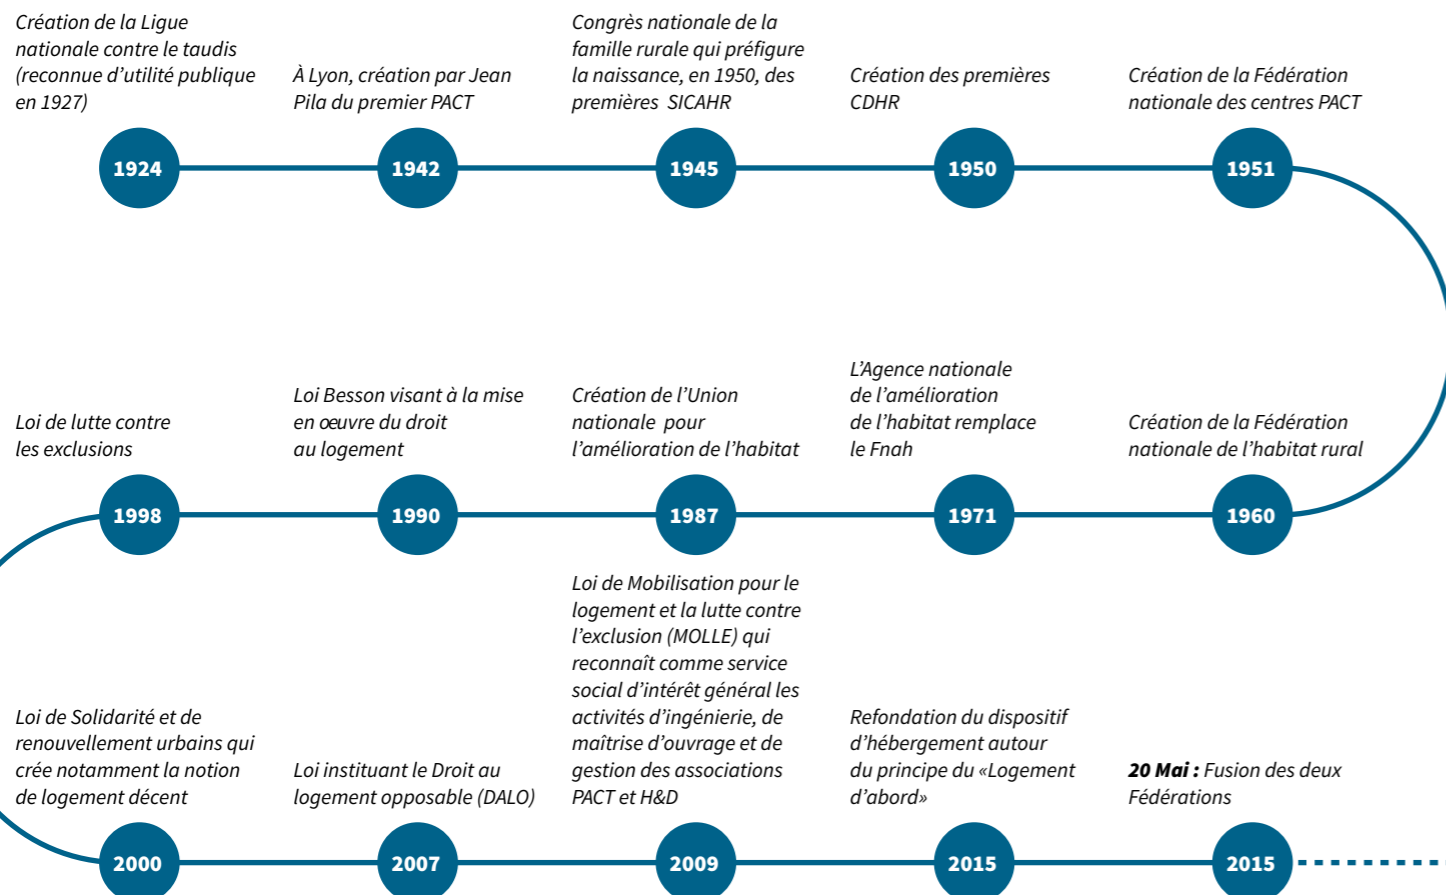 Création de la Ligue
nationale contre le taudis
(reconnue d'utilité publique
en 1927)
1924
À Lyon, création par Jean
Pila du premier PACT
1942
Congrès nationale de la
famille rurale qui préfigure
la naissance, en 1950, des
premières SICAHR
1945
Création des premières
CDHR
1950
Création de la Fédération
nationale des centres PACT
1951
Création de la Fédération
nationale de l'habitat rural
1960
L'Agence nationale
de l'amélioration
de l'habitat remplace
le Fnah
1971
Création de l'Union
nationale pour
l'amélioration de l'habitat
1987
Loi Besson visant à la mise
en œuvre du droit
au logement
1990
Loi de lutte contre
les exclusions
1998
Loi de Solidarité et de
renouvellement urbains qui
crée notamment la notion
de logement décent
2000
Loi instituant le Droit au
logement opposable (DALO)
2007
Loi de Mobilisation pour le
logement et la lutte contre
l'exclusion (MOLLE) qui
reconnaît comme service
social d'intérêt général les
activités d'ingénierie, de
maîtrise d'ouvrage et de
gestion des associations
PACT et H&D
2009
Refondation du dispositif
d'hébergement autour
du principe du «Logement
d'abord»
2015
20 Mai : Fusion des deux
Fédérations
2015